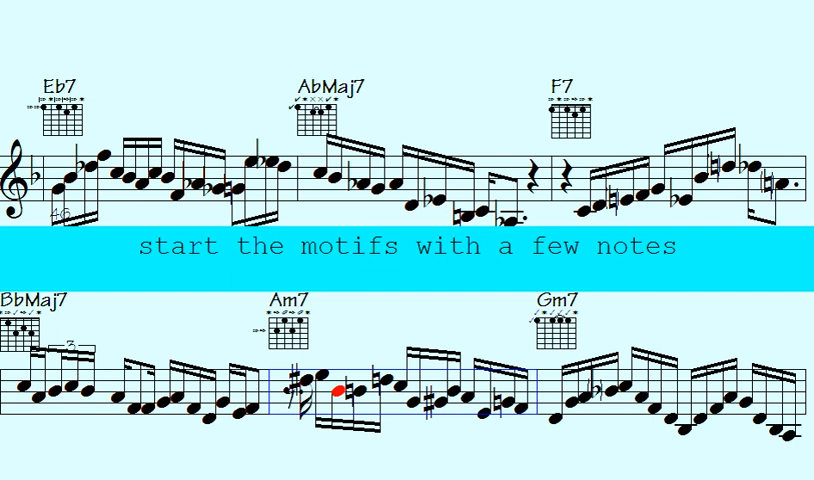 Eb7 AbMaj7 F7
46
start the motifs with a few notes
BbMaj7 Am7 Gm7
3